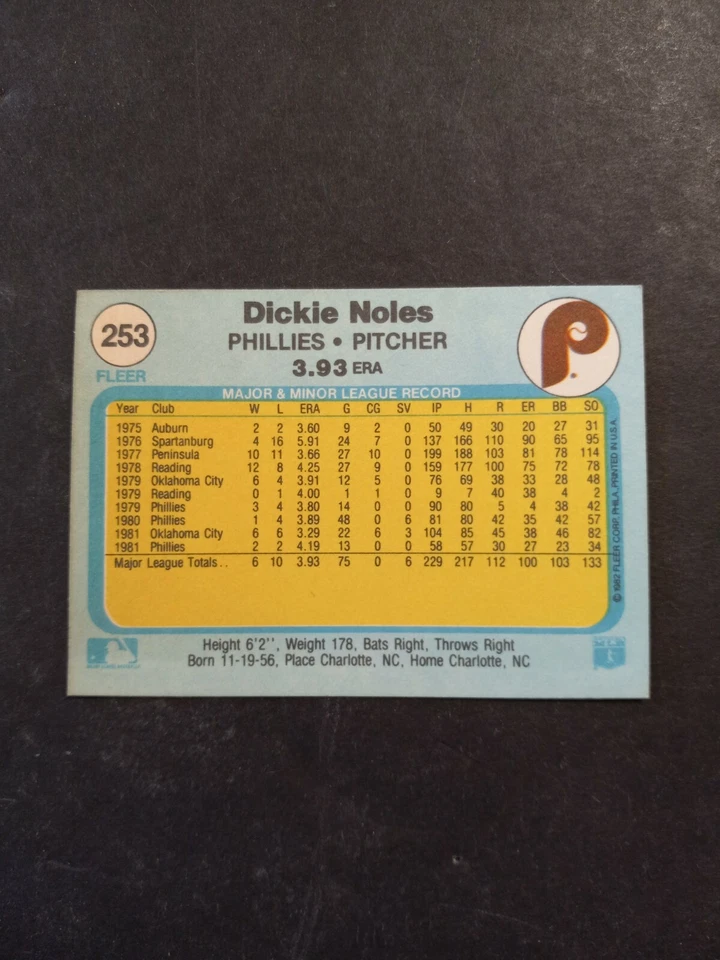 253
FLEER
Dickie Noles
PHILLIES • PITCHER
3.93 ERA
P
MAJOR & MINOR LEAGUE RECORD
Year Club W L ERA G CG SV IP H R ER BB SO
1975 Auburn 2 2 3.60 9 2 0 50 49 30 20 27 31
1976 Spartanburg 4 16 5.91 24 7 0 137 166 110 90 65 95
1977 Peninsula 10 11 3.66 27 10 0 199 188 103 81 78 114
1978 Reading 12 8 4.25 27 9 0 159 177 100 75 72 78
1979 Oklahoma City 6 4 3.91 12 5 0 76 69 38 33 28 48
1979 Reading 0 1 4.00 1 1 0 9 7 40 38 4 2
1979 Phillies 3 4 3.80 14 0 0 90 80 5 4 38 42
1980 Phillies 1 4 3.89 48 0 6 81 80 42 35 42 57
1981 Oklahoma City 6 6 3.29 22 6 3 104 85 45 38 46 82
1981 Phillies 2 2 4.19 13 0 0 58 57 30 27 23 34
Major League Totals.. 6 10 3.93 75 0 6 229 217 112 100 103 133
© 1982 FLEER CORP. PHILA. PRINTED IN U.S.A.
Height 6'2'', Weight 178, Bats Right, Throws Right
Born 11-19-56, Place Charlotte, NC, Home Charlotte, NC